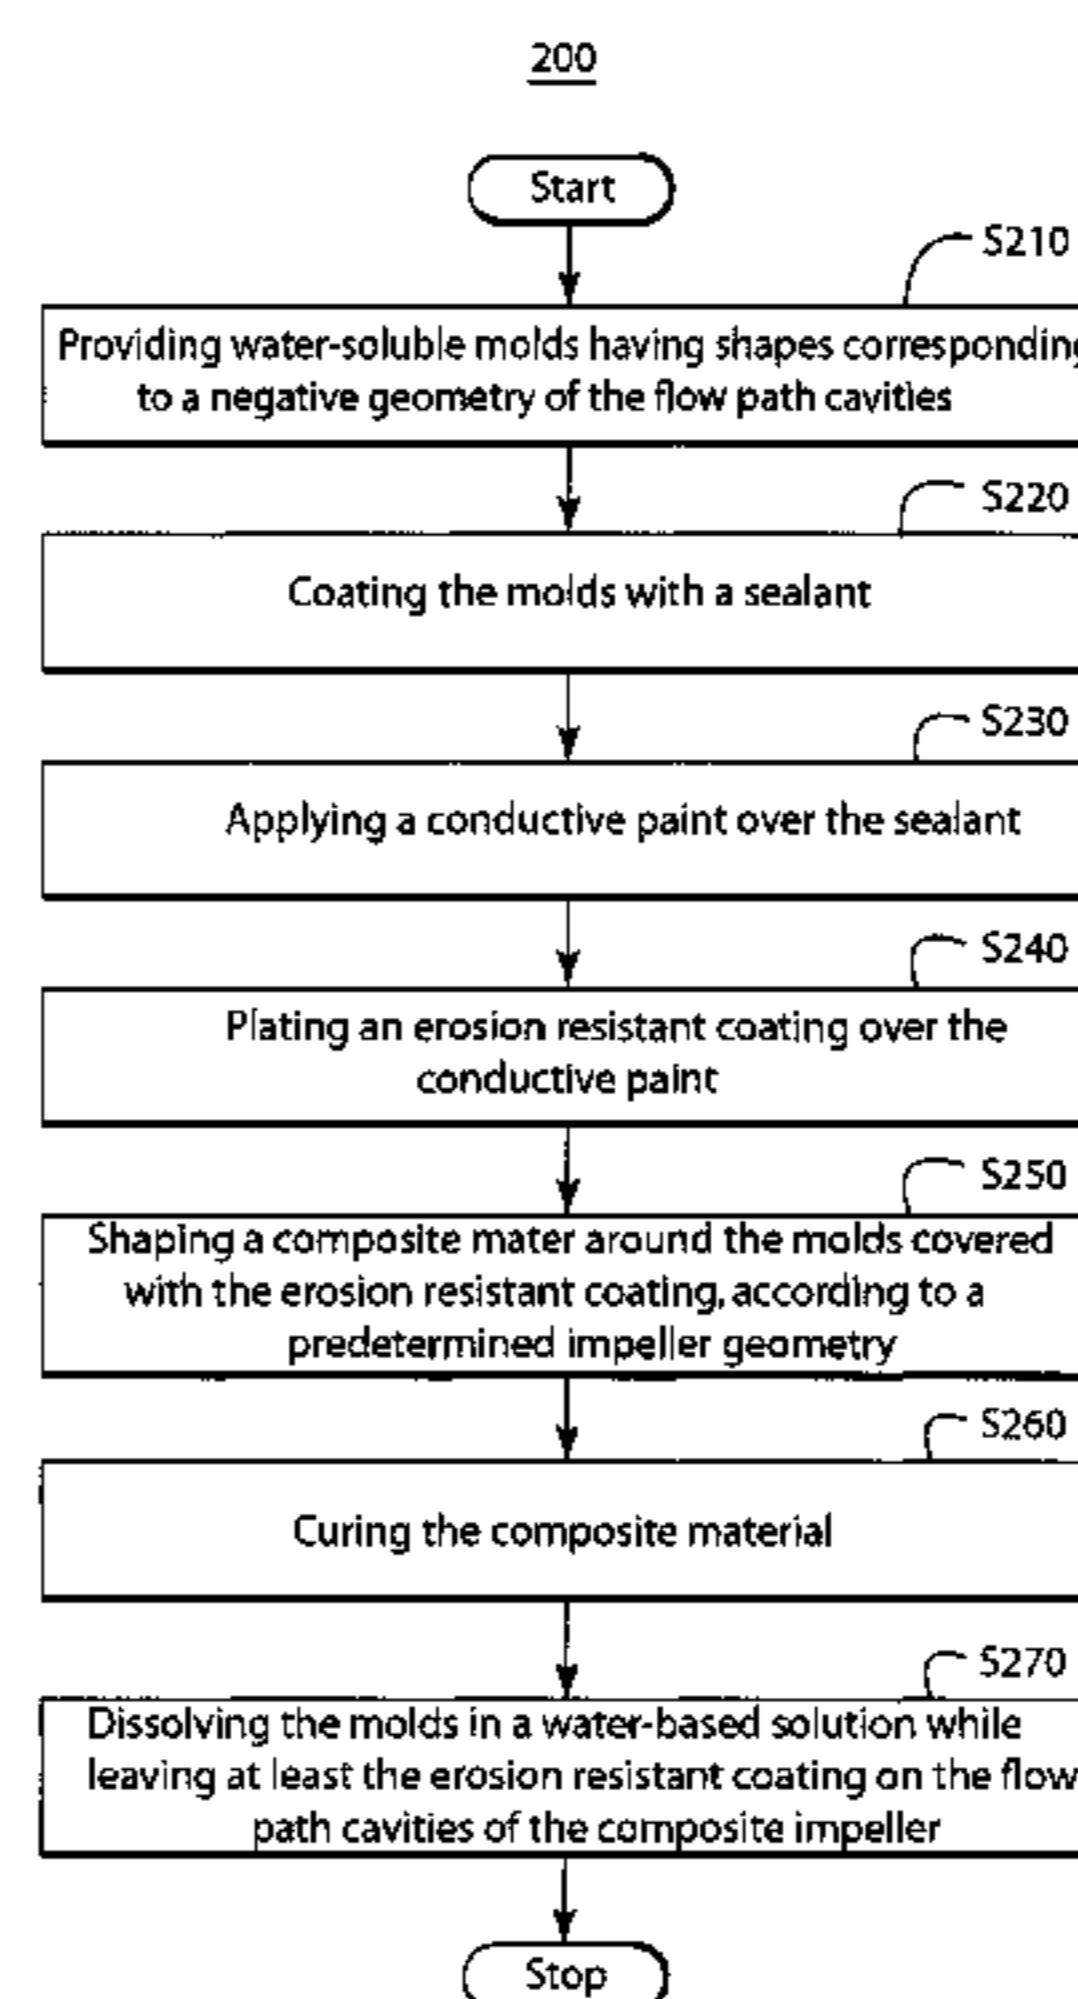 200
Start
S210
Providing water-soluble molds having shapes corresponding
to a negative geometry of the flow path cavities
S220
Coating the molds with a sealant
S230
Applying a conductive paint over the sealant
S240
Plating an erosion resistant coating over the
conductive paint
S250
Shaping a composite mater around the molds covered
with the erosion resistant coating, according to a
predetermined impeller geometry
S260
Curing the composite material
S270
Dissolving the molds in a water-based solution while
leaving at least the erosion resistant coating on the flow
path cavities of the composite impeller
Stop